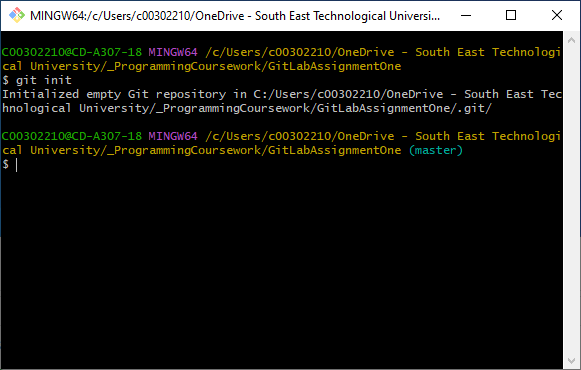 MINGW64:/c/Users/c00302210/OneDrive - South East Technological Universi...
C00302210@CD-A307-18 MINGW64 /c/Users/c00302210/OneDrive - South East Technologi
cal University/_ProgrammingCoursework/GitLabAssignmentOne
$ git init
Initialized empty Git repository in C:/Users/c00302210/OneDrive - South East Tec
hnological University/_ProgrammingCoursework/GitLabAssignmentOne/.git/
C00302210@CD-A307-18 MINGW64 /c/Users/c00302210/OneDrive - South East Technologi
cal University/_ProgrammingCoursework/GitLabAssignmentOne (master)
$